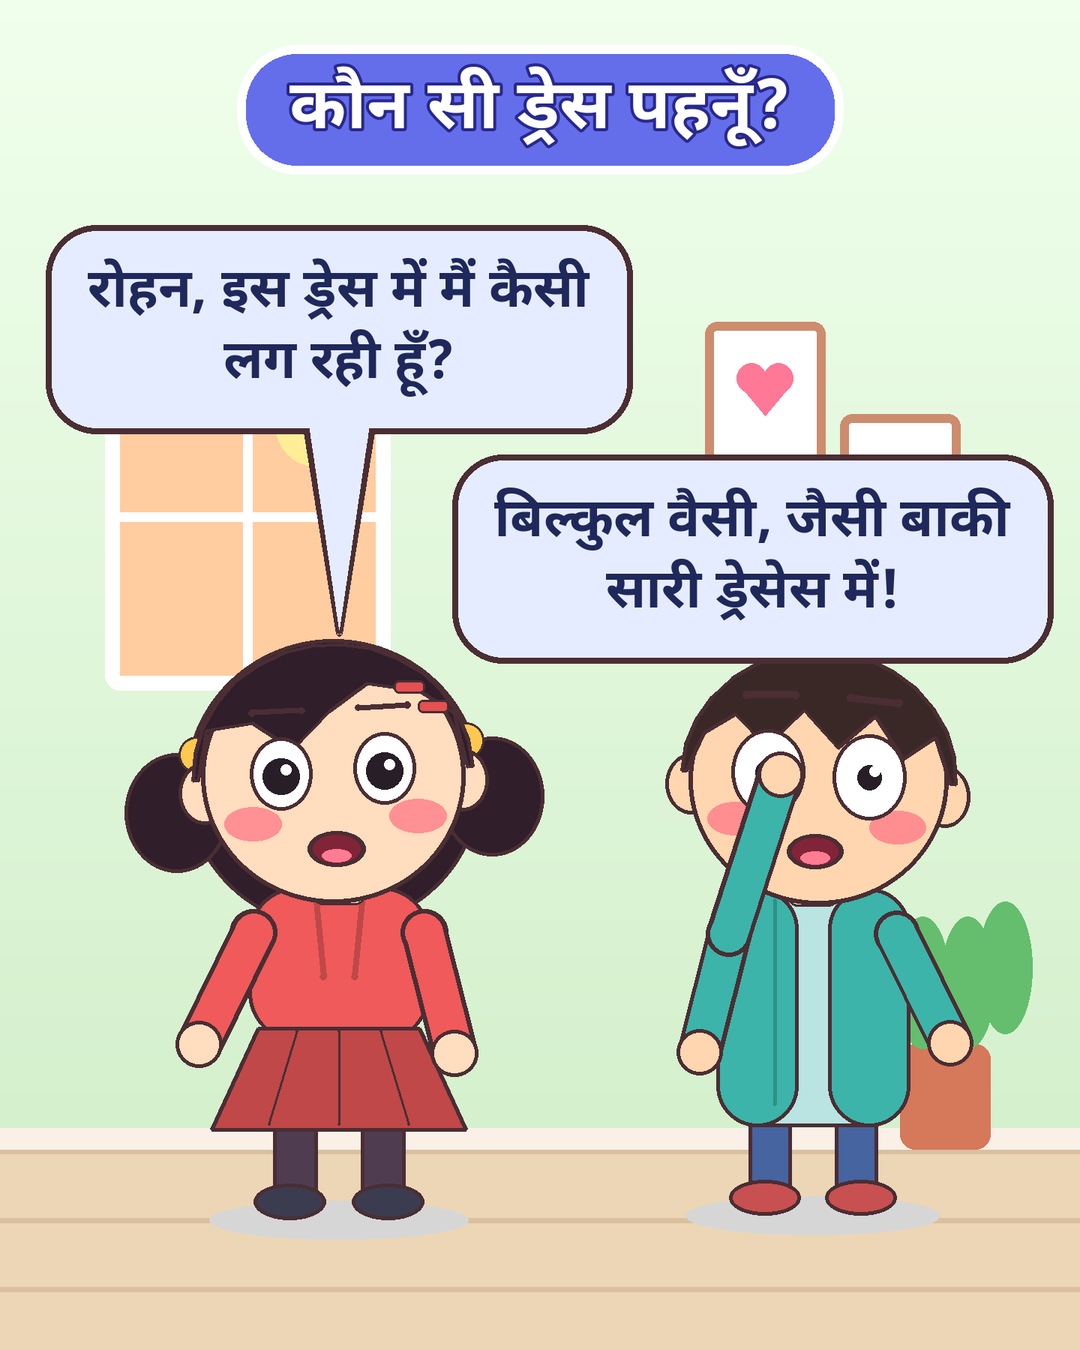 कौन सी ड्रेस पहनूँ?
रोहन, इस ड्रेस में मैं कैसी
लग रही हूँ?
बिल्कुल वैसी, जैसी बाकी
सारी ड्रेसेस में!